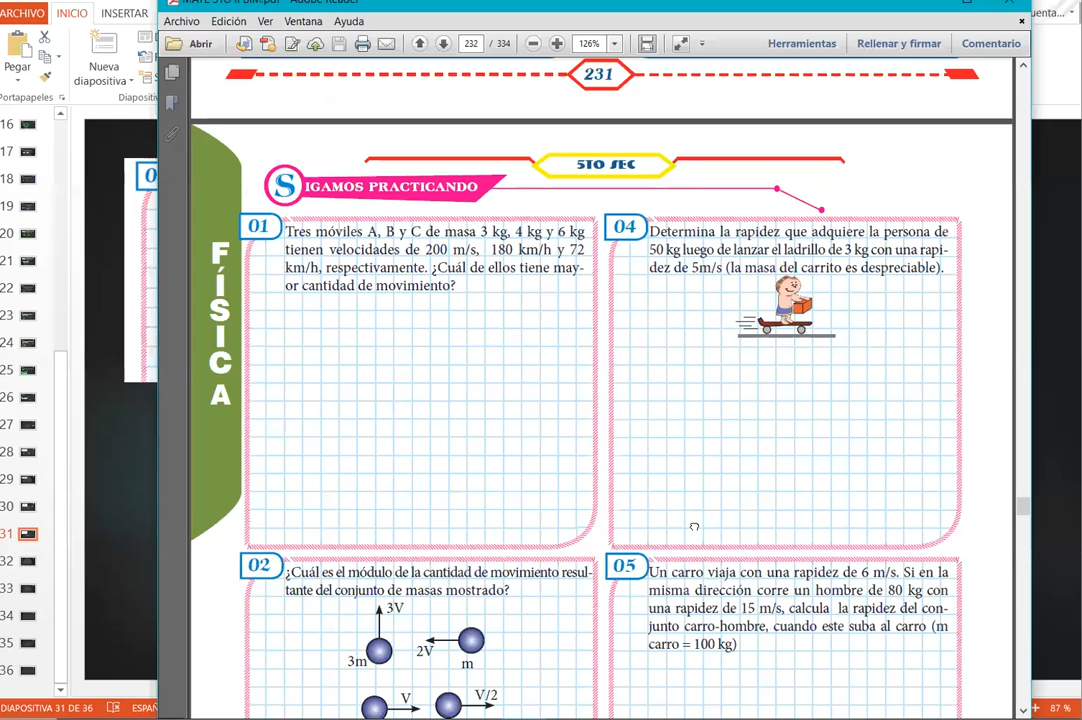 MATE 5TO II BIM.pdf - Adobe Reader
ARCHIVO INICIO INSERTAR
Archivo Edición Ver Ventana Ayuda
Pegar
Nueva
diapositiva
Portapapeles
Abrir 232 / 334 126% Herramientas Rellenar y firmar Comentario
16
17
18
19
20
21
22
23
24
25
26
27
28
29
30
31
32
33
34
35
36
231
5TO SEC
SIGAMOS PRACTICANDO
FÍSICA
01 Tres móviles A, B y C de masa 3 kg, 4 kg y 6 kg
tienen velocidades de 200 m/s, 180 km/h y 72
km/h, respectivamente. ¿Cuál de ellos tiene may-
or cantidad de movimiento?
04 Determina la rapidez que adquiere la persona de
50 kg luego de lanzar el ladrillo de 3 kg con una rapi-
dez de 5m/s (la masa del carrito es despreciable).
02 ¿Cuál es el módulo de la cantidad de movimiento resul-
tante del conjunto de masas mostrado?
3V
3m
2V
m
V
V/2
05 Un carro viaja con una rapidez de 6 m/s. Si en la
misma dirección corre un hombre de 80 kg con
una rapidez de 15 m/s, calcula la rapidez del con-
junto carro-hombre, cuando este suba al carro (m
carro = 100 kg)
DIAPOSITIVA 31 DE 36
87 %